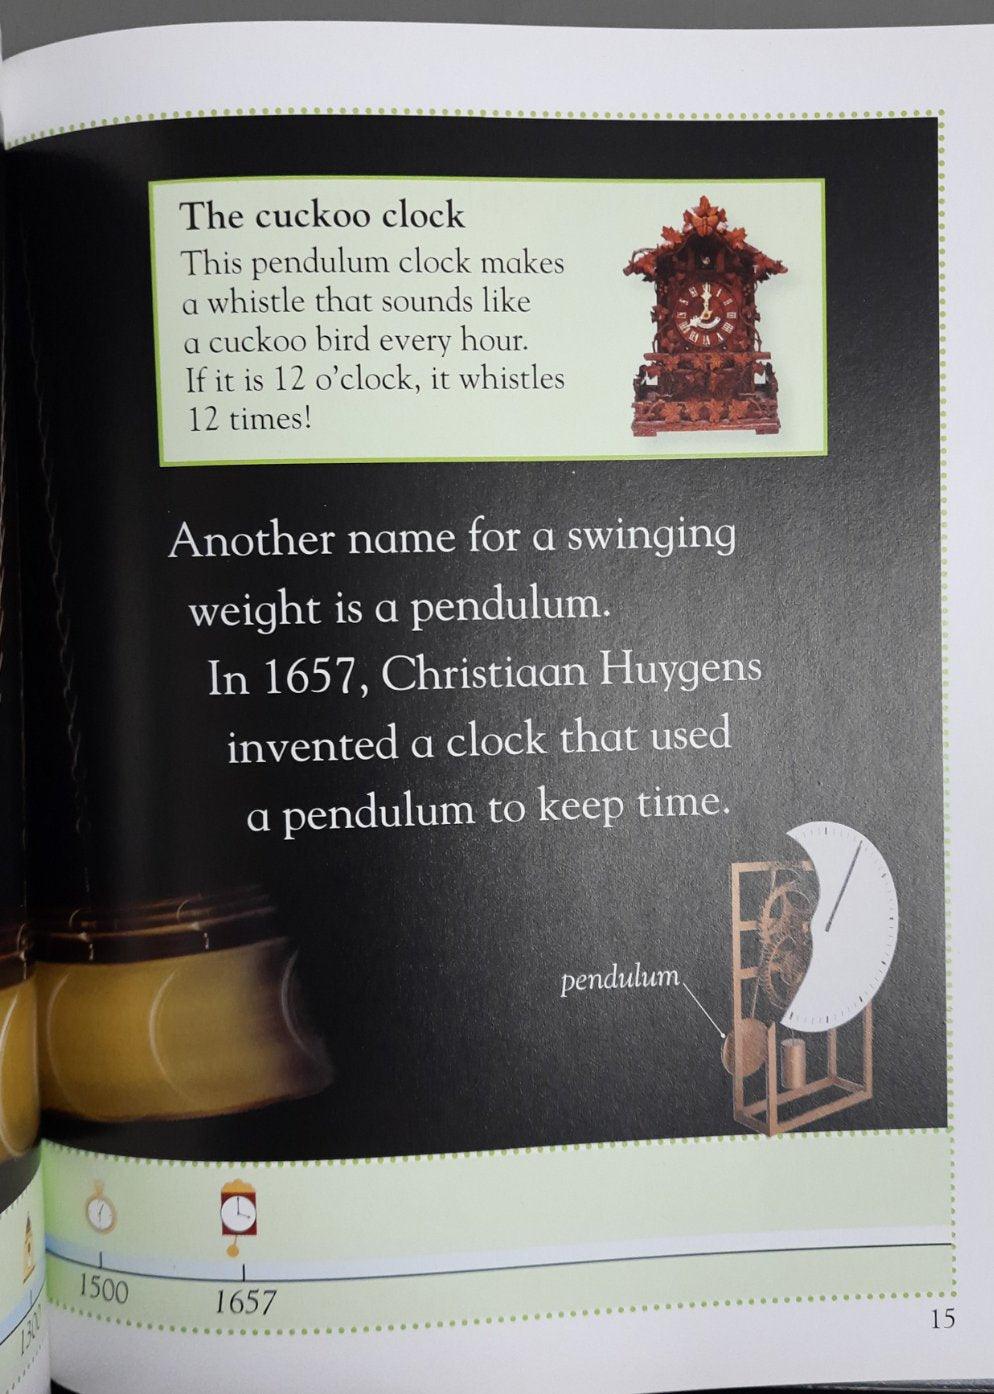 The cuckoo clock
This pendulum clock makes
a whistle that sounds like
a cuckoo bird every hour.
If it is 12 o'clock, it whistles
12 times!
Another name for a swinging
weight is a pendulum.
In 1657, Christiaan Huygens
invented a clock that used
a pendulum to keep time.
pendulum
1300
1500
1657
15